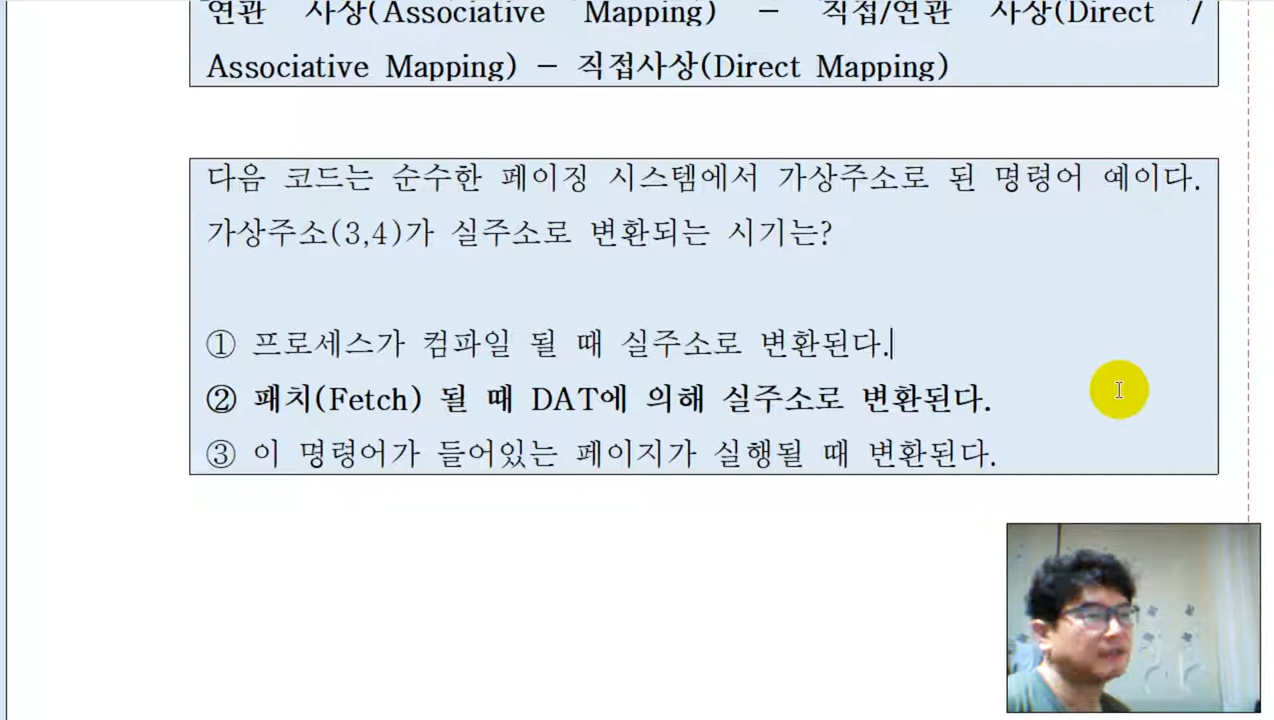 연관 사상(Associative Mapping) - 직접/연관 사상(Direct /
Associative Mapping) - 직접사상(Direct Mapping)
다음 코드는 순수한 페이징 시스템에서 가상주소로 된 명령어 예이다.
가상주소(3,4)가 실주소로 변환되는 시기는?
① 프로세스가 컴파일 될 때 실주소로 변환된다.
② 패치(Fetch) 될 때 DAT에 의해 실주소로 변환된다.
③ 이 명령어가 들어있는 페이지가 실행될 때 변환된다.